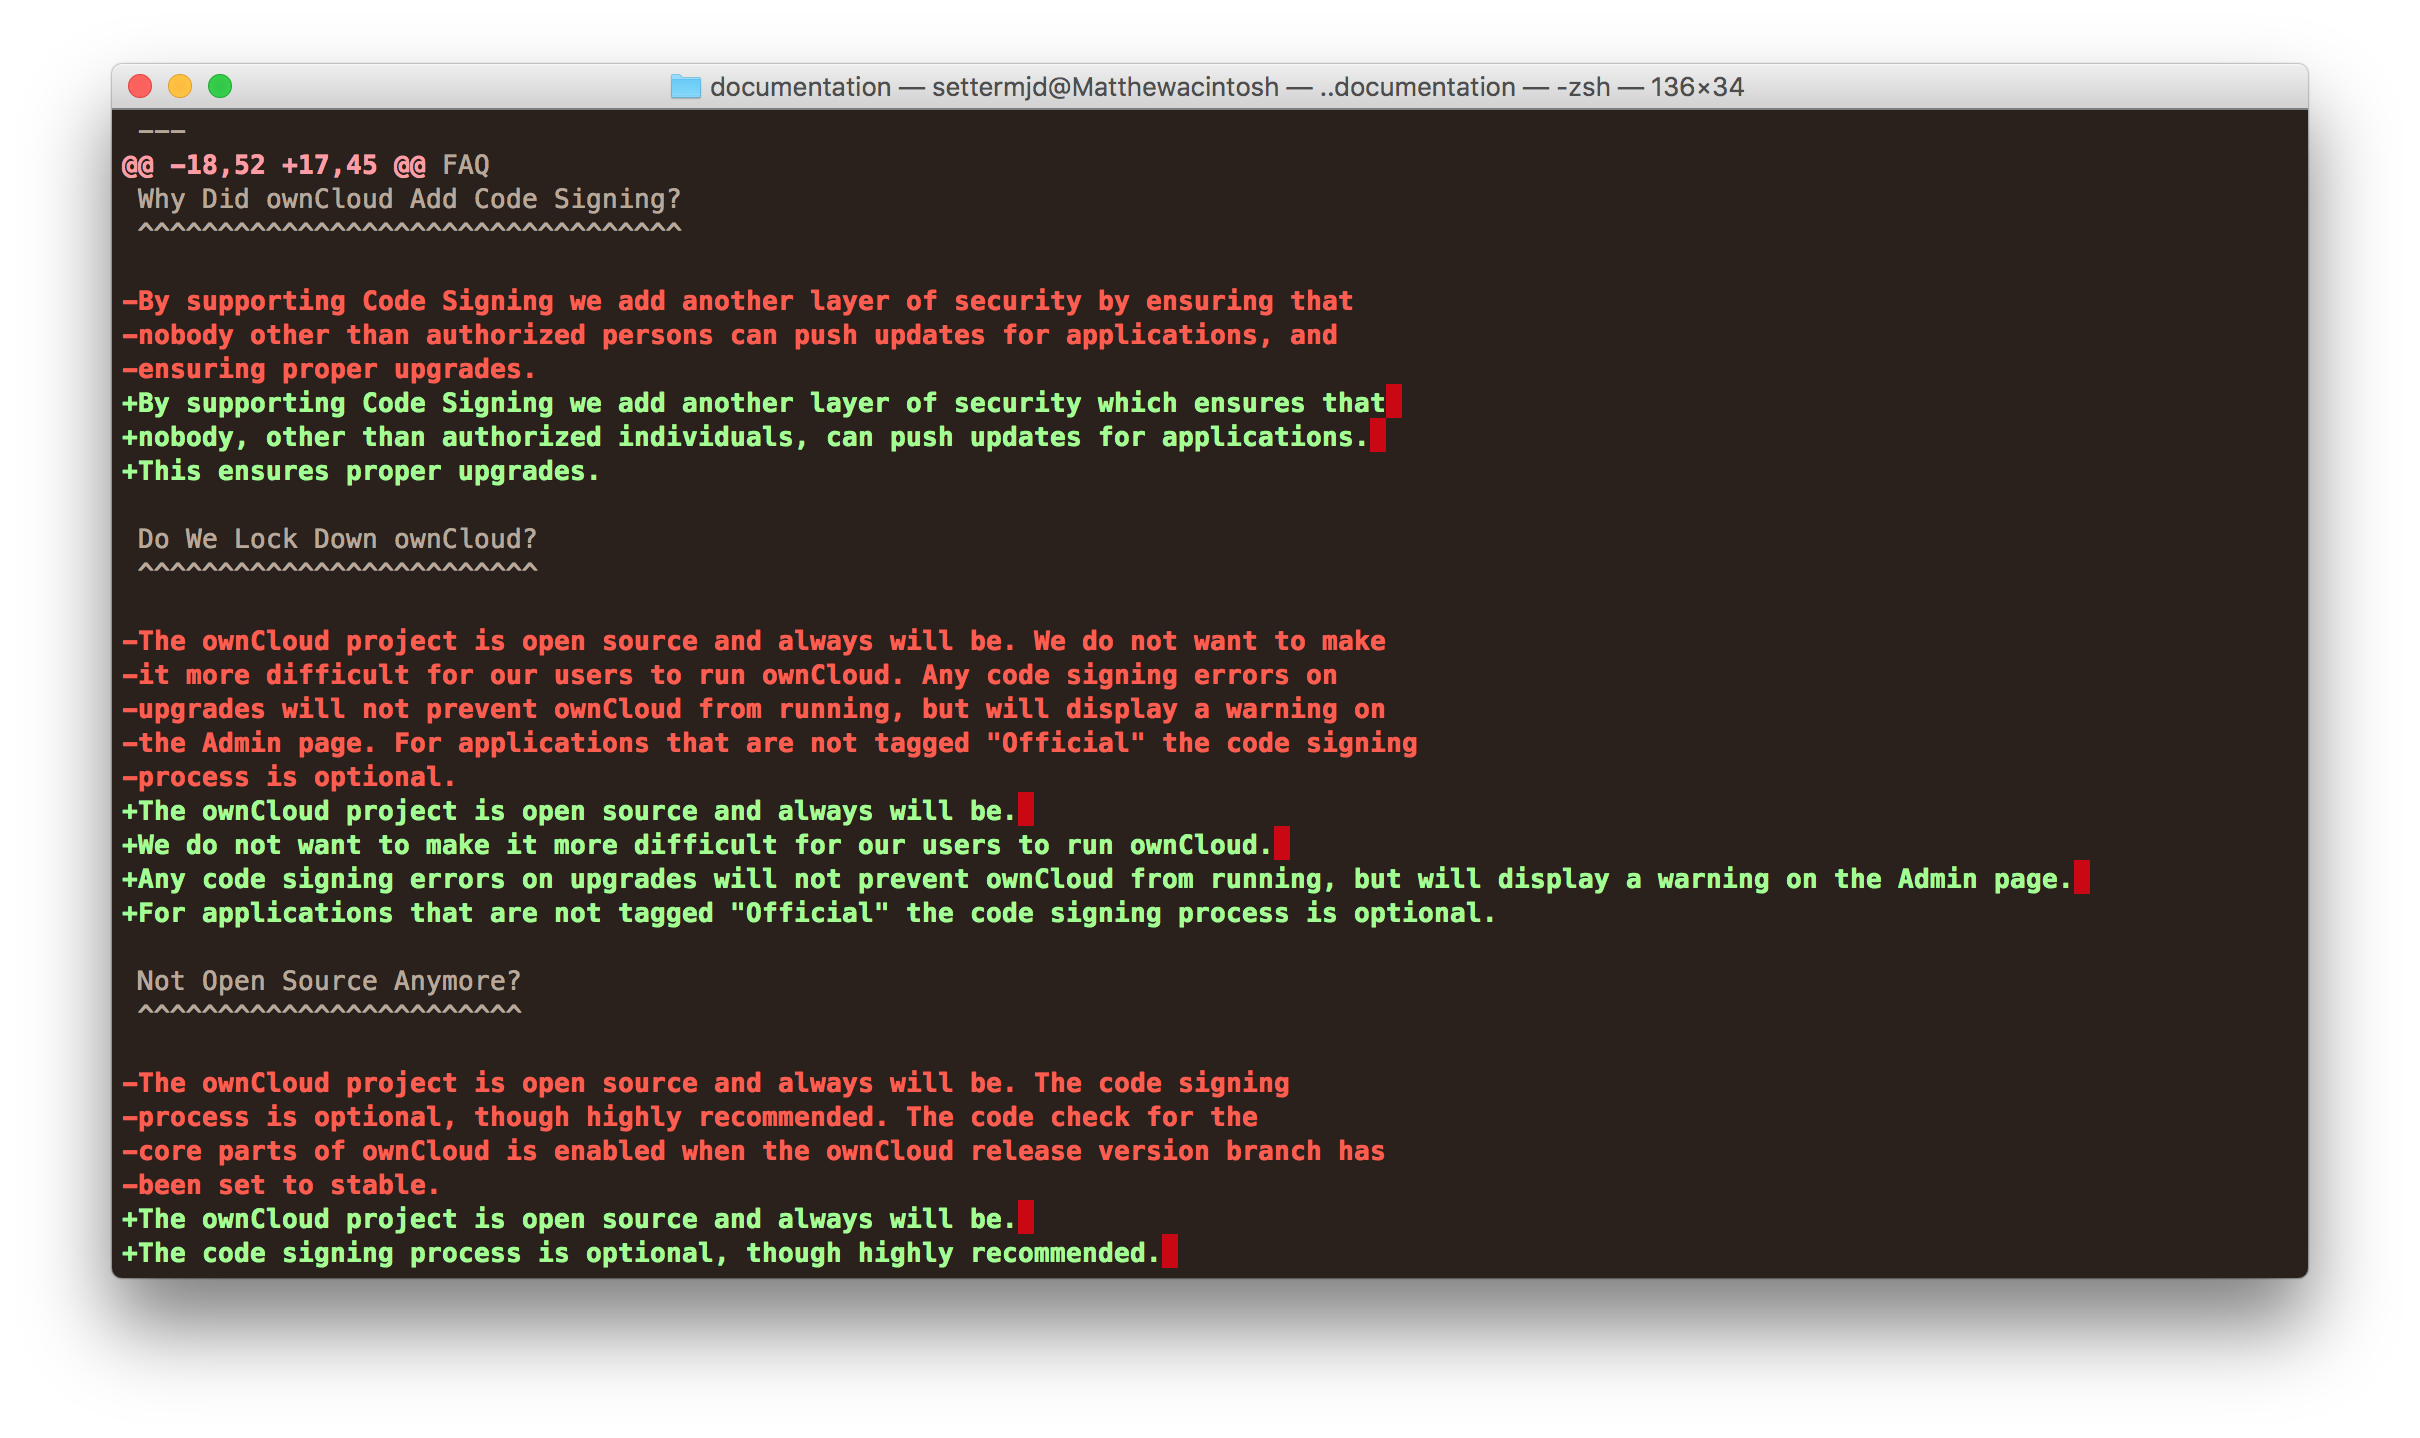 documentation — settermjd@Matthewacintosh — ..documentation — -zsh — 136×34
 ---
@@ -18,52 +17,45 @@ FAQ
 Why Did ownCloud Add Code Signing?
 ^^^^^^^^^^^^^^^^^^^^^^^^^^^^^^^^^^
-By supporting Code Signing we add another layer of security by ensuring that
-nobody other than authorized persons can push updates for applications, and
-ensuring proper upgrades.
+By supporting Code Signing we add another layer of security which ensures that
+nobody, other than authorized individuals, can push updates for applications.
+This ensures proper upgrades.
 Do We Lock Down ownCloud?
 ^^^^^^^^^^^^^^^^^^^^^^^^^
-The ownCloud project is open source and always will be. We do not want to make
-it more difficult for our users to run ownCloud. Any code signing errors on
-upgrades will not prevent ownCloud from running, but will display a warning on
-the Admin page. For applications that are not tagged "Official" the code signing
-process is optional.
+The ownCloud project is open source and always will be.
+We do not want to make it more difficult for our users to run ownCloud.
+Any code signing errors on upgrades will not prevent ownCloud from running, but will display a warning on the Admin page.
+For applications that are not tagged "Official" the code signing process is optional.
 Not Open Source Anymore?
 ^^^^^^^^^^^^^^^^^^^^^^^^
-The ownCloud project is open source and always will be. The code signing
-process is optional, though highly recommended. The code check for the
-core parts of ownCloud is enabled when the ownCloud release version branch has
-been set to stable.
+The ownCloud project is open source and always will be.
+The code signing process is optional, though highly recommended.